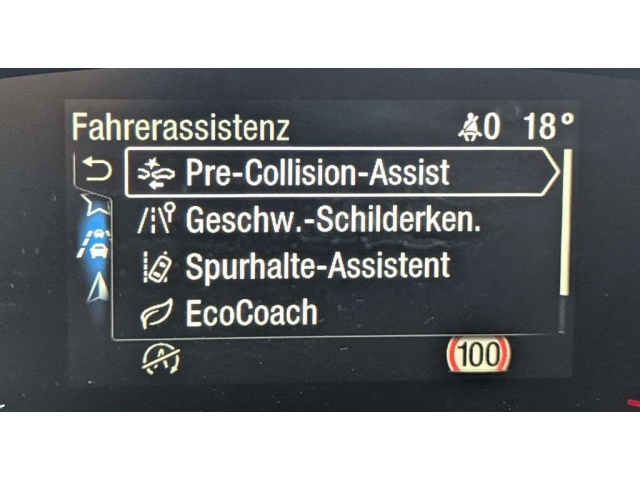 Fahrerassistenz 0 18°
Pre-Collision-Assist
Geschw.-Schilderken.
Spurhalte-Assistent
EcoCoach
A 100